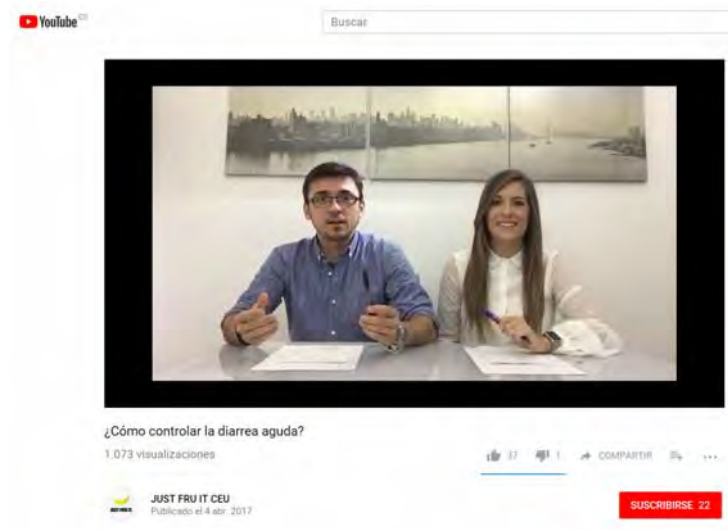 YouTube ES
Buscar
¿Cómo controlar la diarrea aguda?
1.073 visualizaciones
37 1 COMPARTIR
JUST FRU IT CEU
Publicado el 4 abr. 2017
SUSCRIBIRSE 22